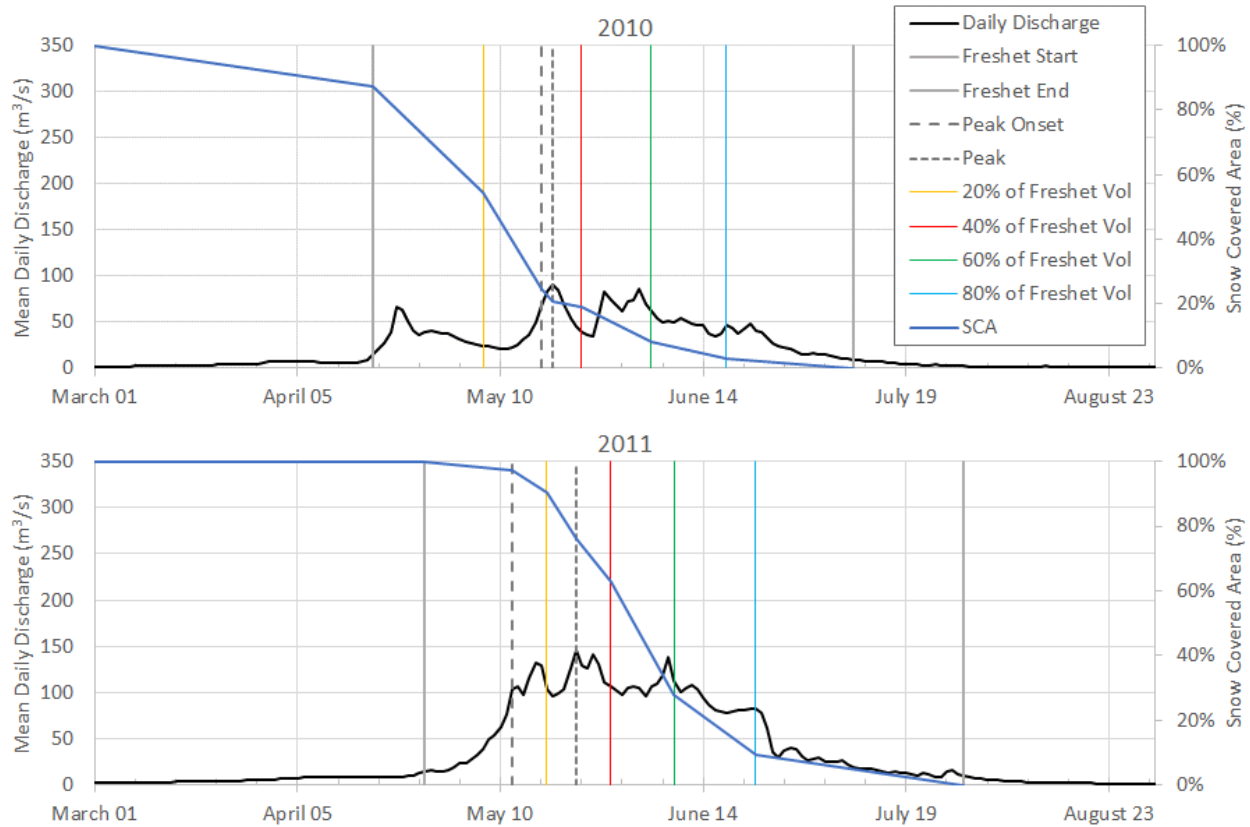 2010
Daily Discharge
Freshet Start
Freshet End
Peak Onset
Peak
20% of Freshet Vol
40% of Freshet Vol
60% of Freshet Vol
80% of Freshet Vol
SCA
Mean Daily Discharge (m³/s)
350
300
250
200
150
100
50
0
100%
80%
60%
40%
20%
0%
Snow Covered Area (%)
March 01 April 05 May 10 June 14 July 19 August 23
2011
Mean Daily Discharge (m³/s)
350
300
250
200
150
100
50
0
100%
80%
60%
40%
20%
0%
Snow Covered Area (%)
March 01 April 05 May 10 June 14 July 19 August 23